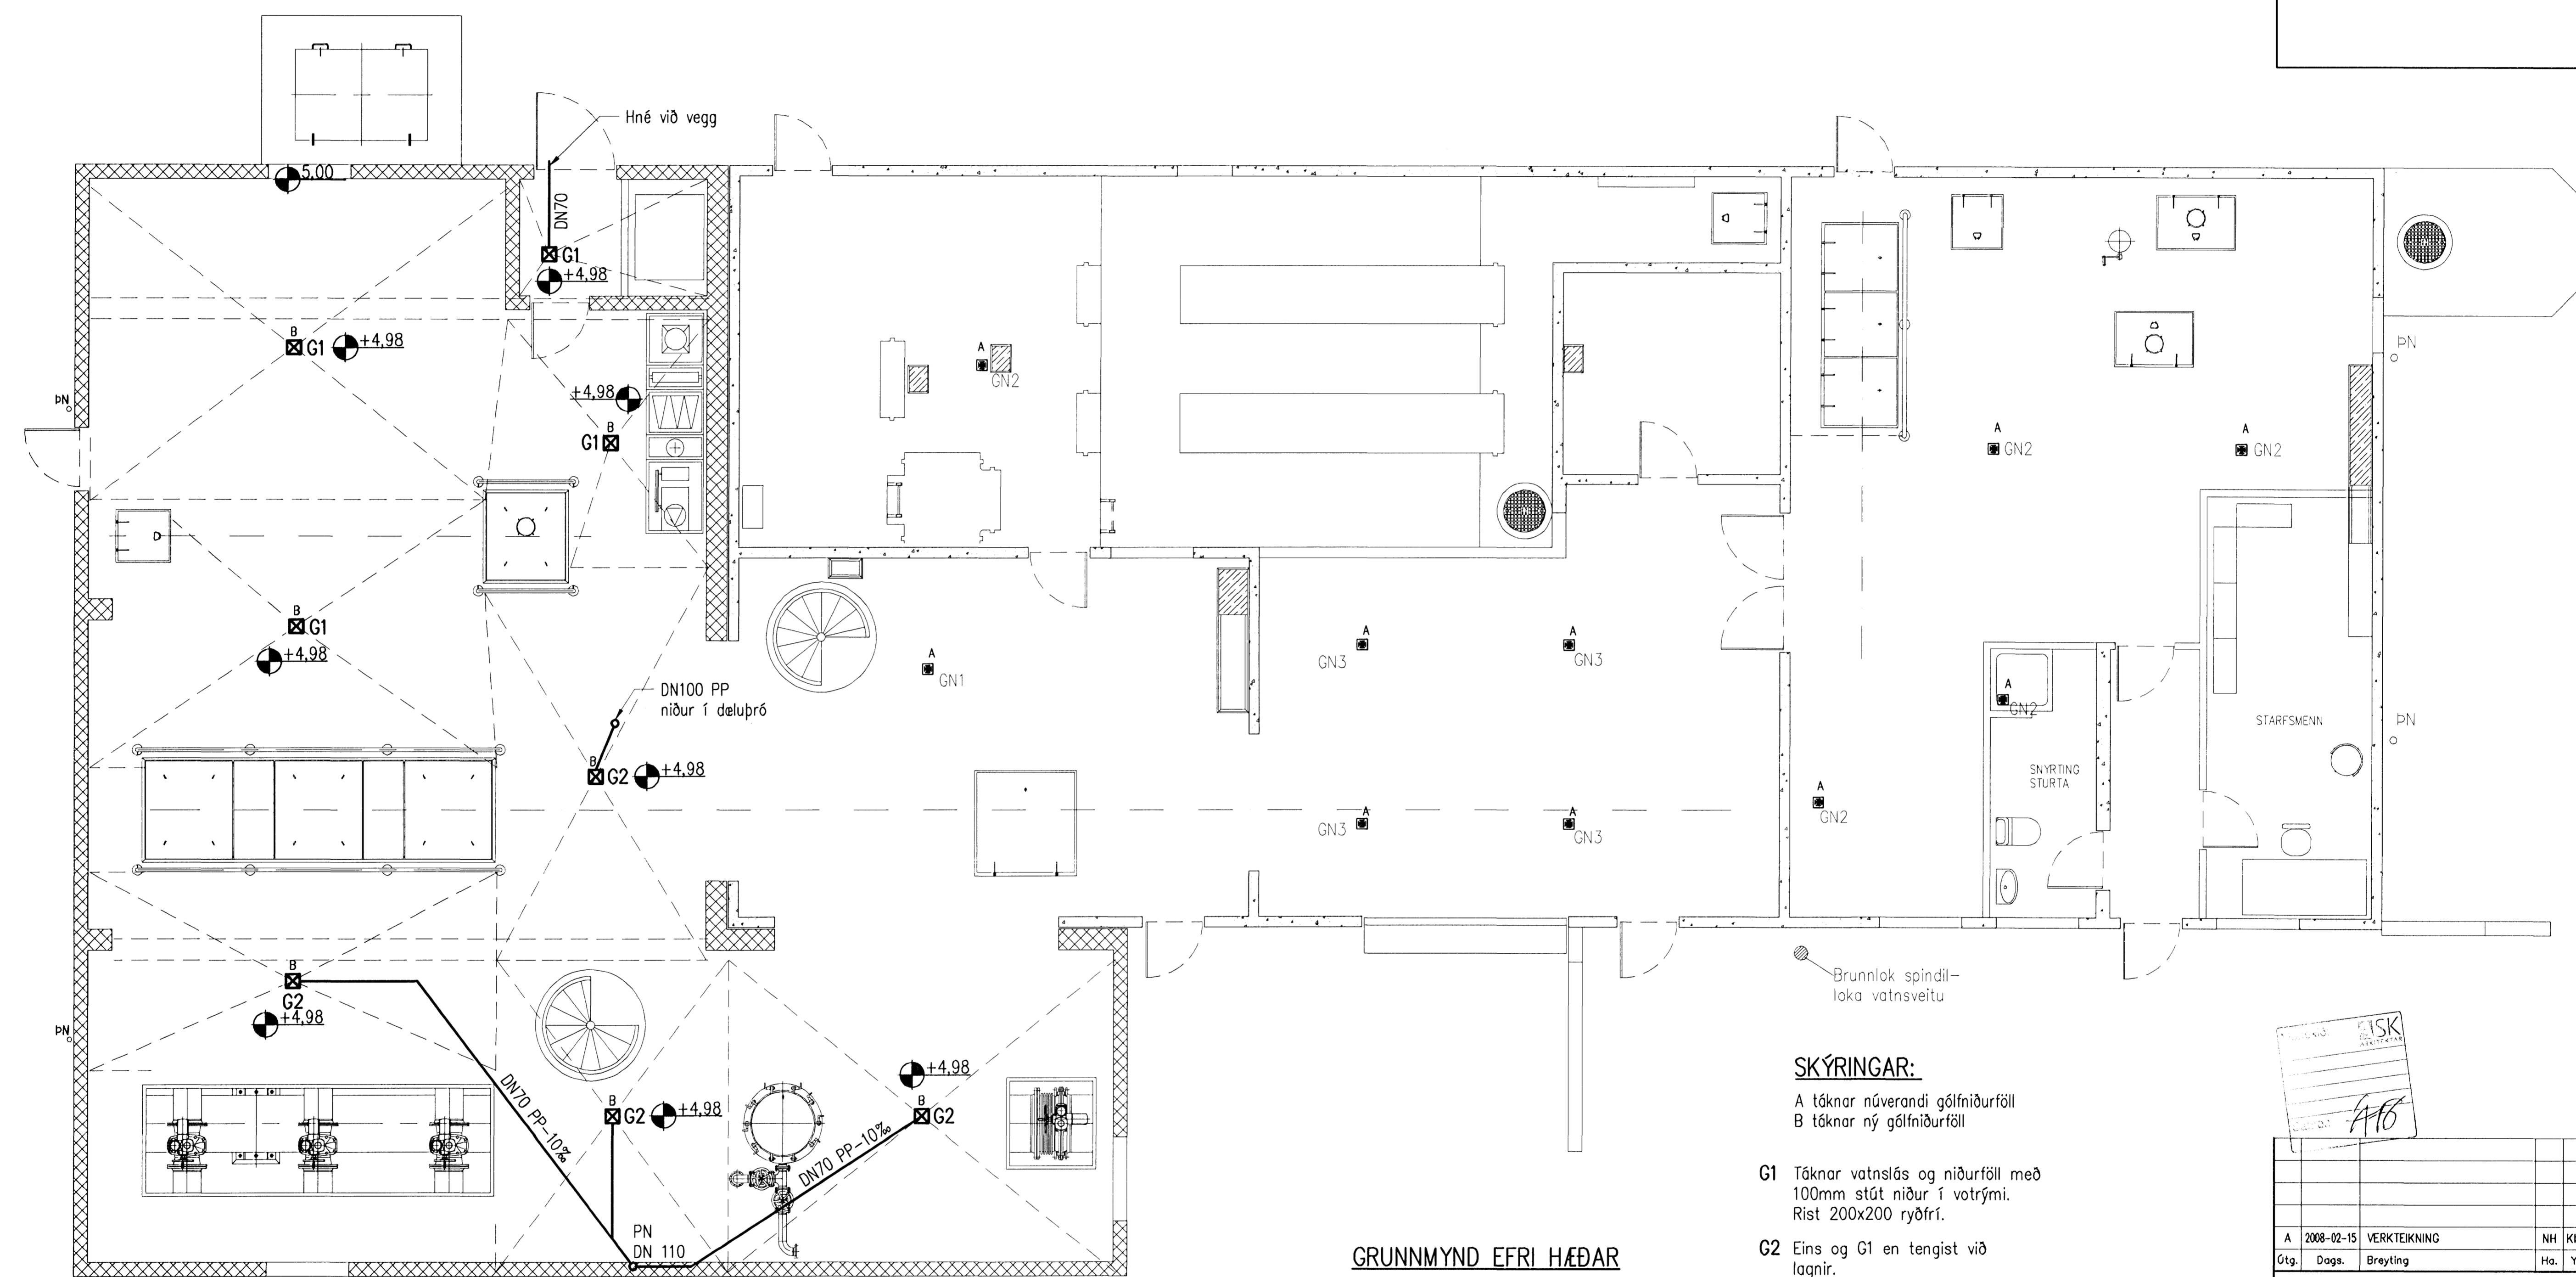 Hné við vegg
5,00
DN70
G1
+4,98
B
G1
+4,98
+4,98
B
G1
ÞN
A
GN2
A
GN2
A
GN2
ÞN
B
G1
+4,98
DN100 PP
niður í dæluþró
A
GN1
A
GN3
A
GN3
A
GN2
STARFSMENN
ÞN
B
G2
+4,98
SNYRTING
STURTA
A
GN3
A
GN3
A
GN2
B
G2
+4,98
ÞN
Brunnlok spindil-
loka vatnsveitu
DN70 PP-10‰
B
G2
+4,98
+4,98
B
G2
DN70 PP-10‰
ÞN
DN 110
GRUNNMYND EFRI HÆÐAR
SKÝRINGAR:
A táknar núverandi gólfniðurföll
B táknar ný gólfniðurföll
G1 Táknar vatnslás og niðurföll með
100mm stút niður í votrými.
Rist 200x200 ryðfrí.
G2 Eins og G1 en tengist við
lagnir.
ISK
ARKITEKTAR
A16
A 2008-02-15 VERKTEIKNING NH
Útg. Dags. Breyting Ha.